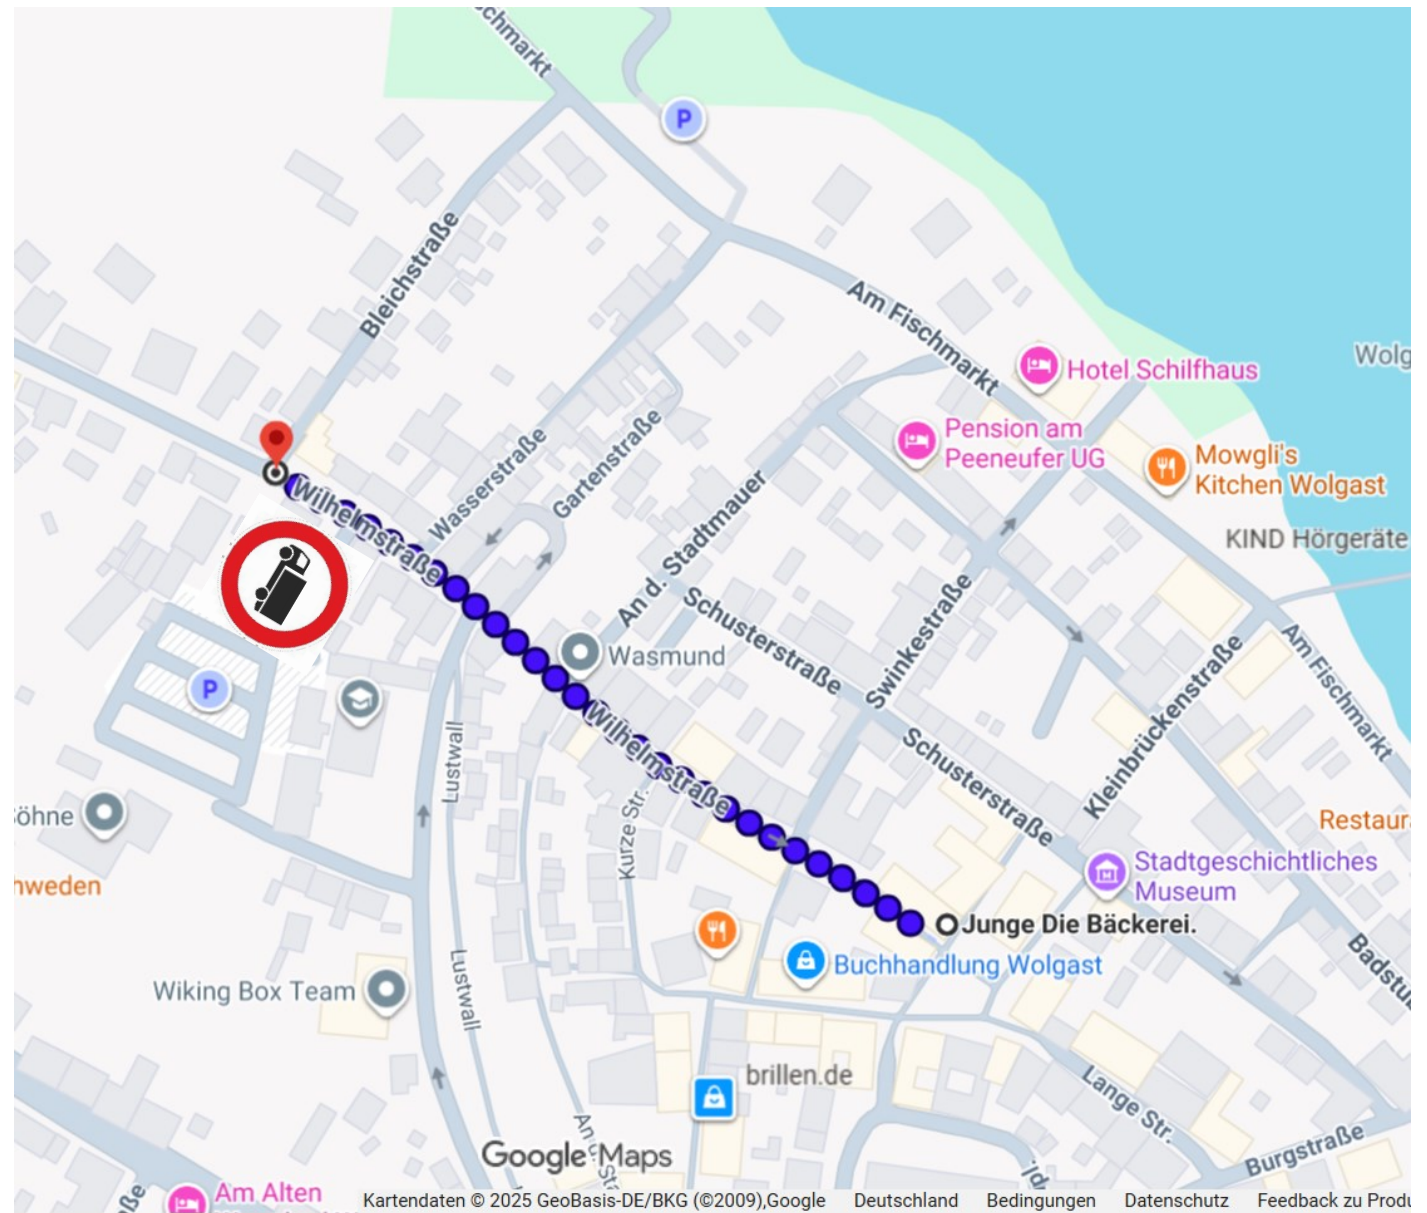 chmarkt
P
Bleichstraße
Am Fischmarkt
Wolg
Hotel Schilfhaus
Pension am
Peeneufer UG
Mowgli's
Kitchen Wolgast
KIND Hörgeräte
Wasserstraße
Gartenstraße
Wilhelmstraße
An d. Stadtmauer
Schusterstraße
Swinkestraße
Wasmund
Kleinbrückenstraße
Am Fischmarkt
P
Lustwall
Wilhelmstraße
Schusterstraße
Kurze Str.
öhne
hweden
Restaur
Stadtgeschichtliches
Museum
Junge Die Bäckerei.
Buchhandlung Wolgast
Badstu
Wiking Box Team
Lustwall
brillen.de
Lange Str.
Burgstraße
Google Maps
Am Alten
Kartendaten © 2025 GeoBasis-DE/BKG (©2009),Google Deutschland Bedingungen Datenschutz Feedback zu Produ